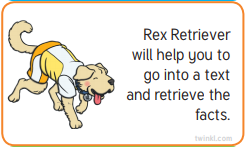 Rex Retriever
will help you to
go into a text
and retrieve the
facts.
twinkl.com